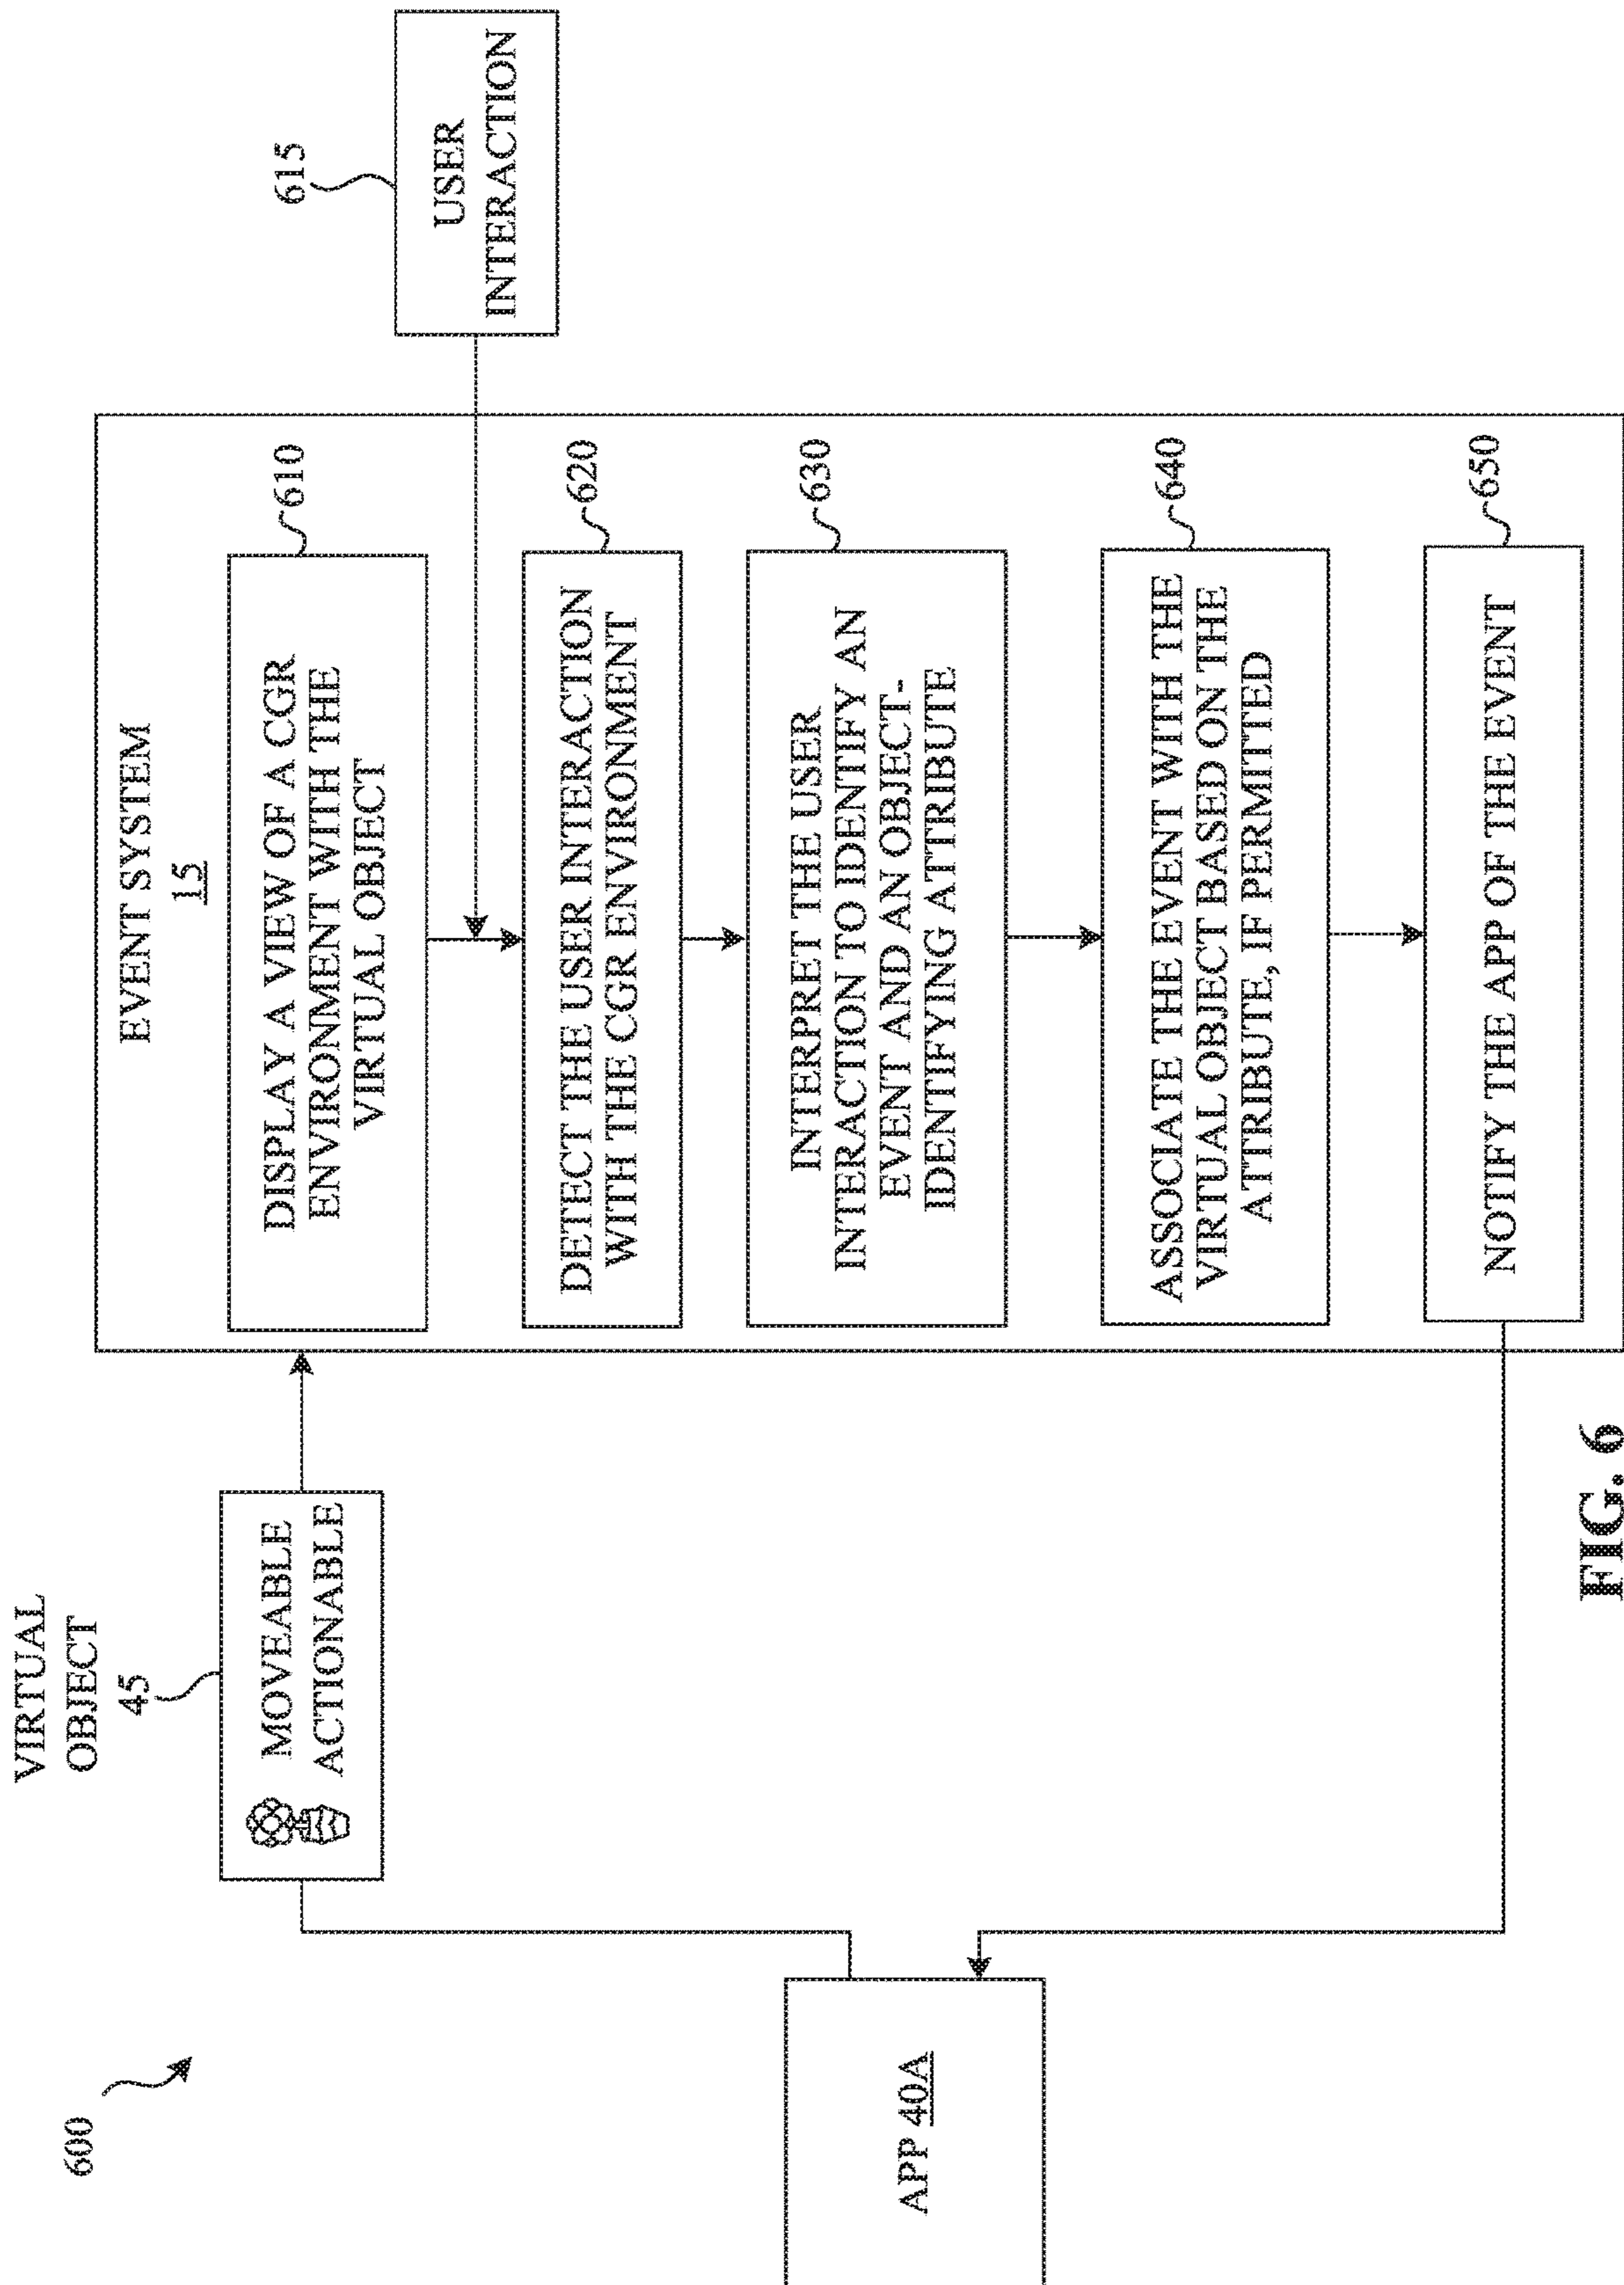 600
VIRTUAL
OBJECT
45
MOVEABLE
ACTIONABLE
APP 40A
EVENT SYSTEM
15
DISPLAY A VIEW OF A CGR
ENVIRONMENT WITH THE
VIRTUAL OBJECT
610
615
USER
INTERACTION
DETECT THE USER INTERACTION
WITH THE CGR ENVIRONMENT
620
INTERPRET THE USER
INTERACTION TO IDENTIFY AN
EVENT AND AN OBJECT-
IDENTIFYING ATTRIBUTE
630
ASSOCIATE THE EVENT WITH THE
VIRTUAL OBJECT BASED ON THE
ATTRIBUTE, IF PERMITTED
640
NOTIFY THE APP OF THE EVENT
650
FIG. 6